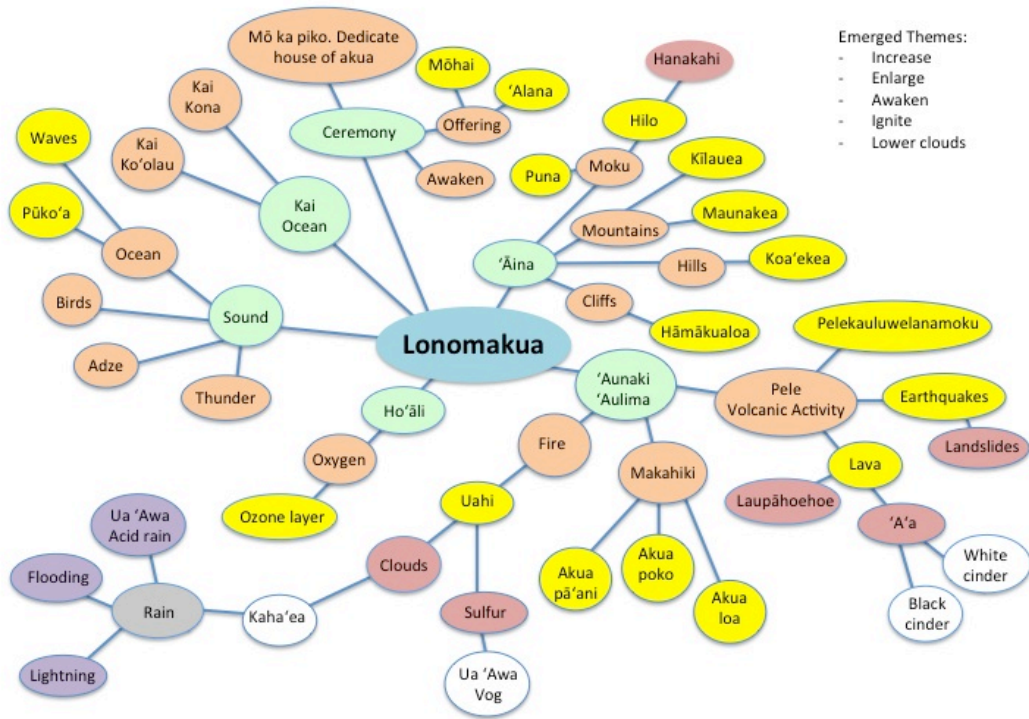 Mō ka piko. Dedicate
house of akua
Mōhai
ʻAlana
Offering
Ceremony
Awaken
Kai
Kona
Kai
Koʻolau
Kai
Ocean
Waves
Pūkoʻa
Ocean
Birds
Sound
Adze
Thunder
Hanakahi
Hilo
Puna
Moku
Kīlauea
Mountains
Maunakea
ʻĀina
Hills
Koaʻekea
Cliffs
Hāmākualoa
Emerged Themes:
- Increase
- Enlarge
- Awaken
- Ignite
- Lower clouds
Lonomakua
Hoʻāli
Oxygen
Ozone layer
ʻAunaki
ʻAulima
Fire
Uahi
Clouds
Sulfur
Ua ʻAwa
Vog
Kahaʻea
Rain
Ua ʻAwa
Acid rain
Flooding
Lightning
Makahiki
Akua
pāʻani
Akua
poko
Akua
loa
Pele
Volcanic Activity
Pelekauluwelanamoku
Earthquakes
Landslides
Lava
Laupāhoehoe
ʻAʻa
White
cinder
Black
cinder